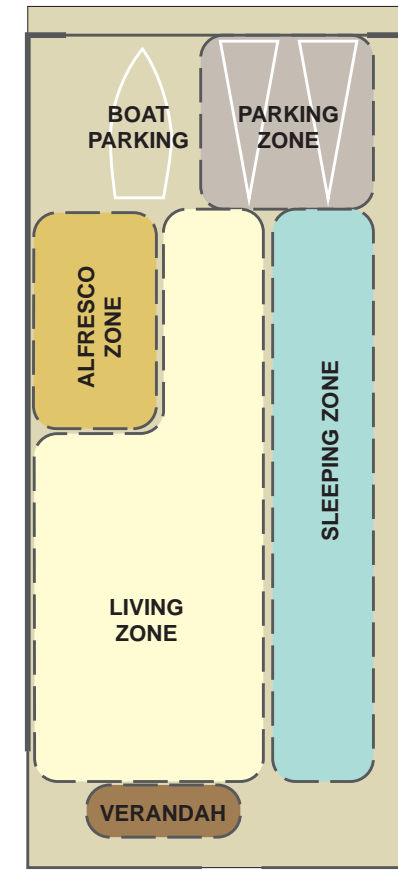 BOAT
PARKING
PARKING
ZONE
ALFRESCO
ZONE
SLEEPING ZONE
LIVING
ZONE
VERANDAH